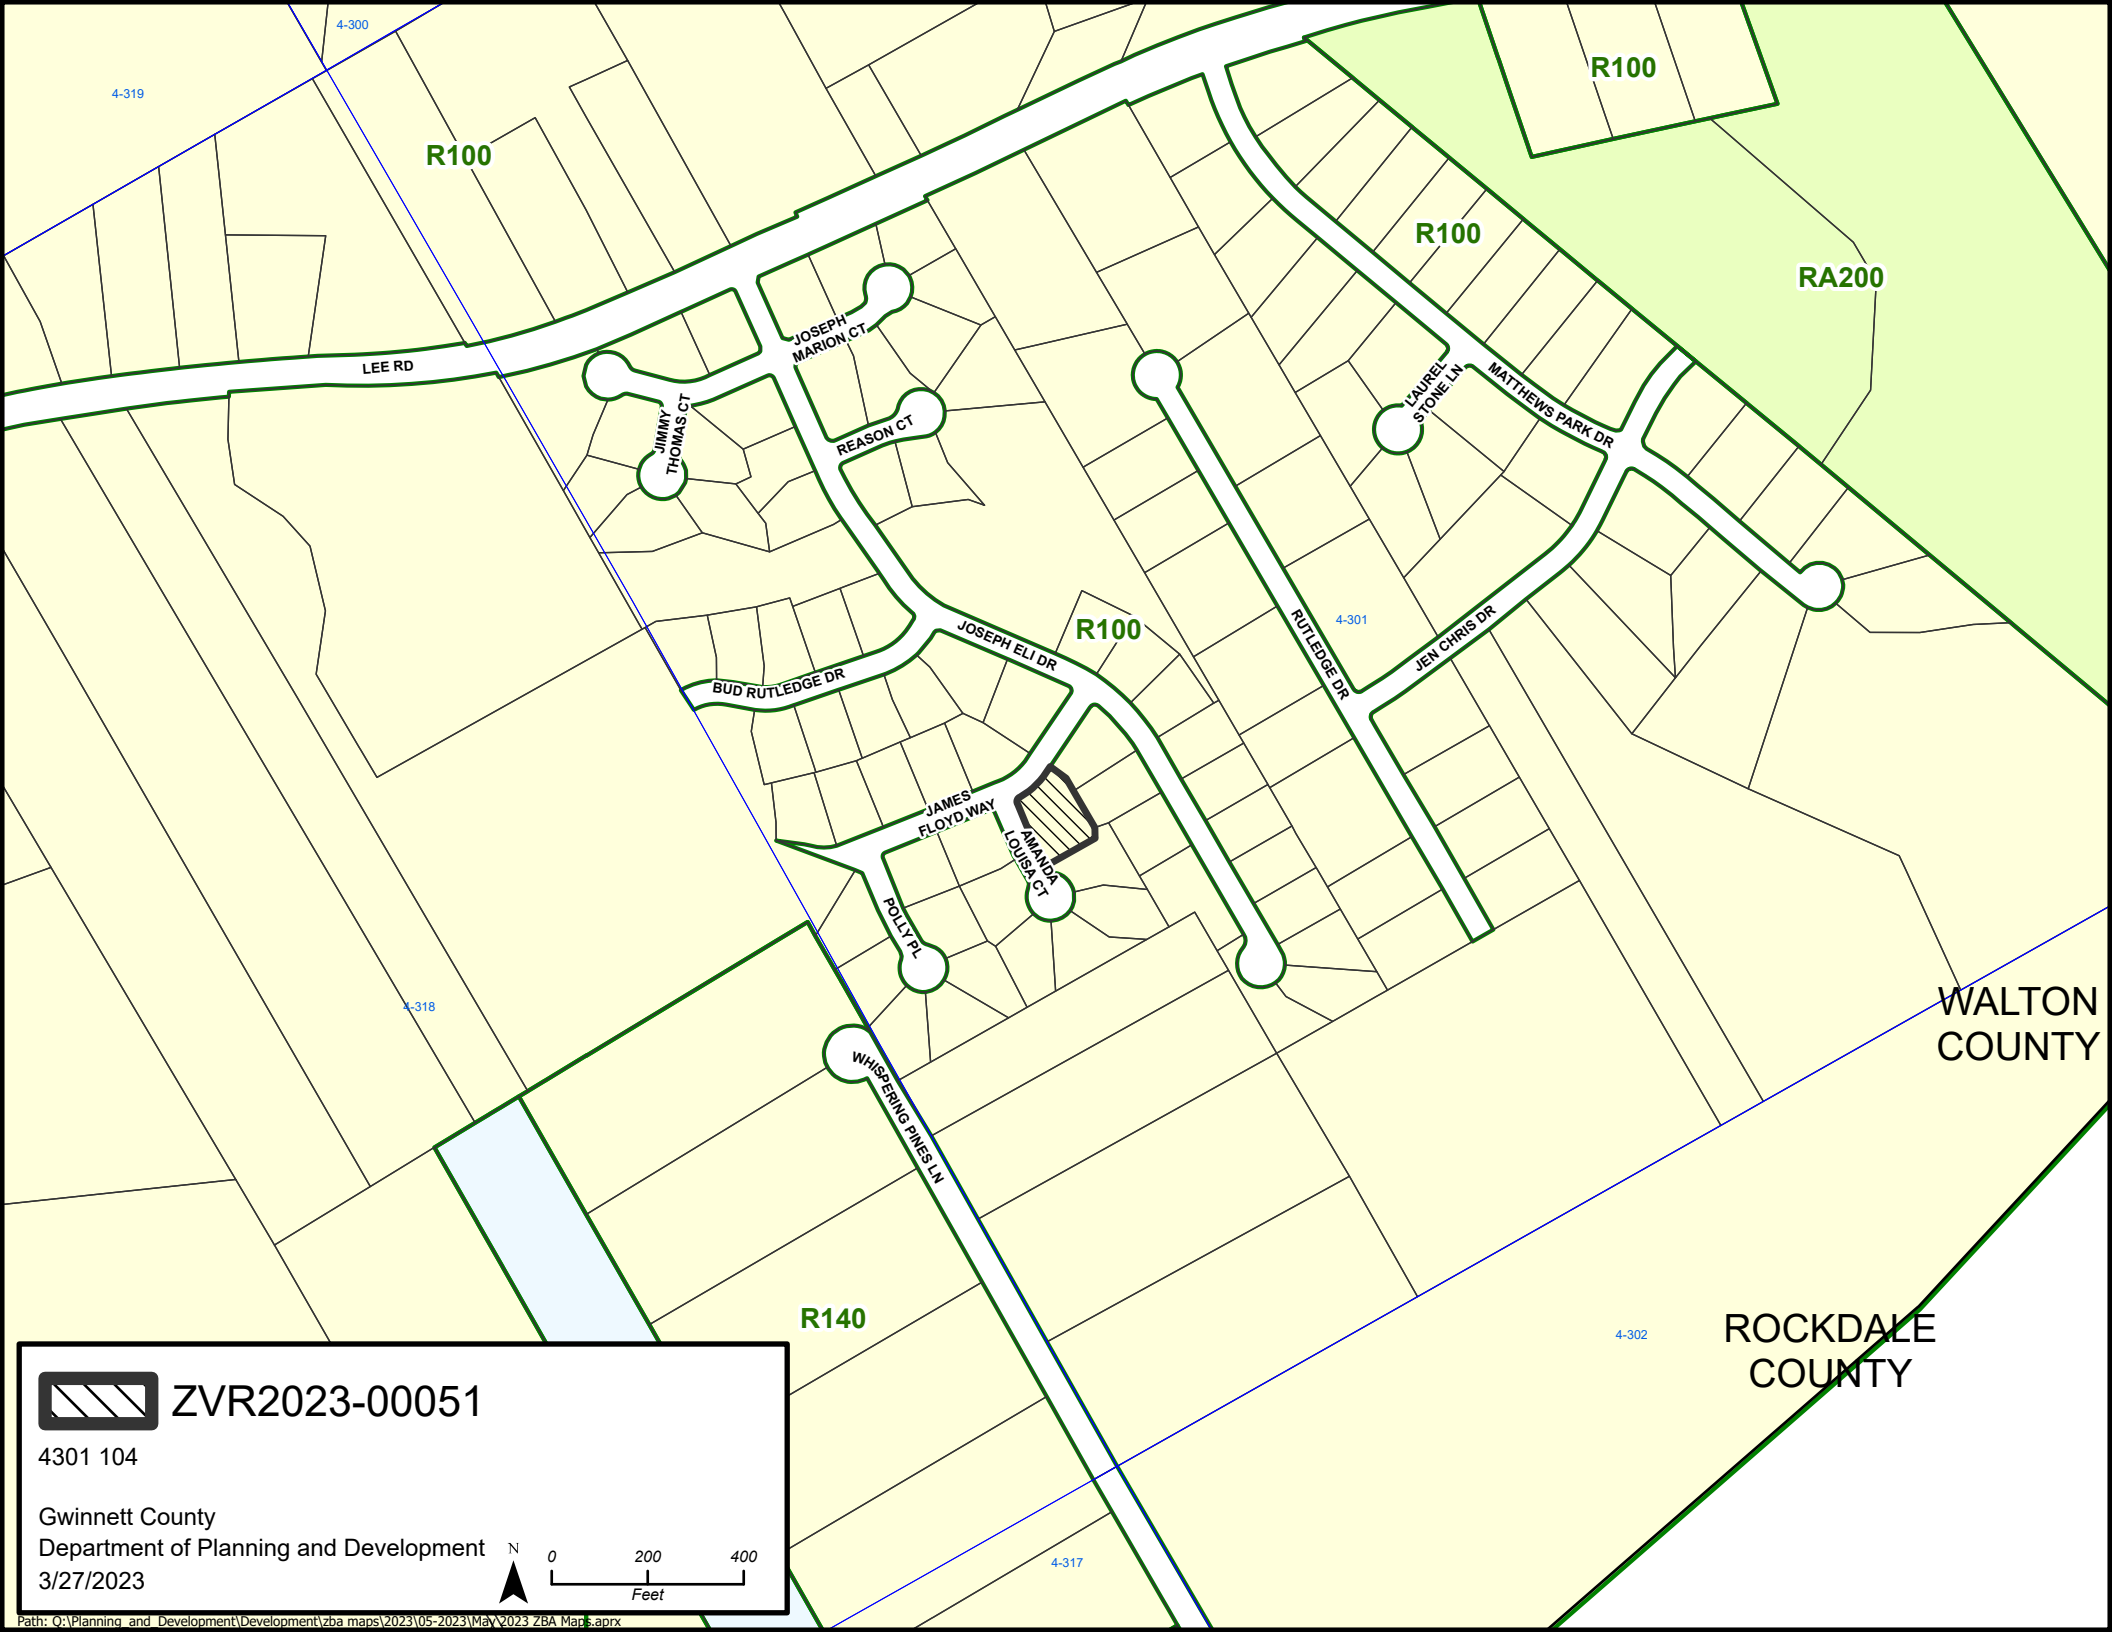 4-300
4-319
R100
R100
R100
RA200
LEE RD
JOSEPH
MARION CT
JIMMY
THOMAS CT
REASON CT
LAUREL
STONE LN
MATTHEWS PARK DR
4-301
R100
JOSEPH ELI DR
RUTLEDGE DR
JEN CHRIS DR
BUD RUTLEDGE DR
JAMES
FLOYD WAY
AMANDA
LOUISA CT
POLLY PL
4-318
WALTON
COUNTY
WHISPERING PINES LN
R140
4-302
ROCKDALE
COUNTY
4-317
ZVR2023-00051
4301 104
Gwinnett County
Department of Planning and Development
3/27/2023
N
0 200 400
Feet
Path: Q:\Planning_and_Development\Development\zba maps\2023\05-2023\May 2023 ZBA Maps.aprx